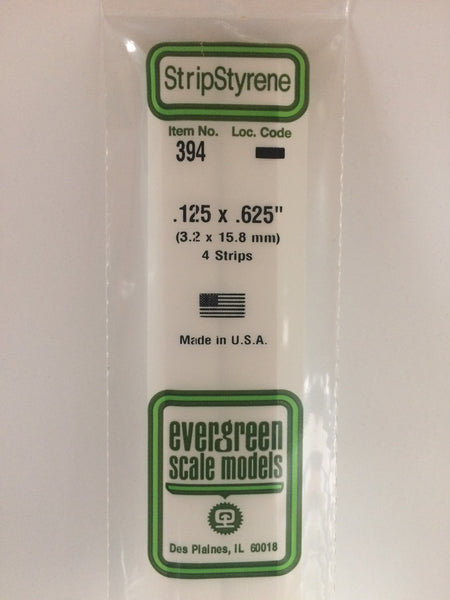 StripStyrene
Item No. Loc. Code
394
.125 x .625"
(3.2 x 15.8 mm)
4 Strips
Made in U.S.A.
evergreen
scale models
Des Plaines, IL 60018